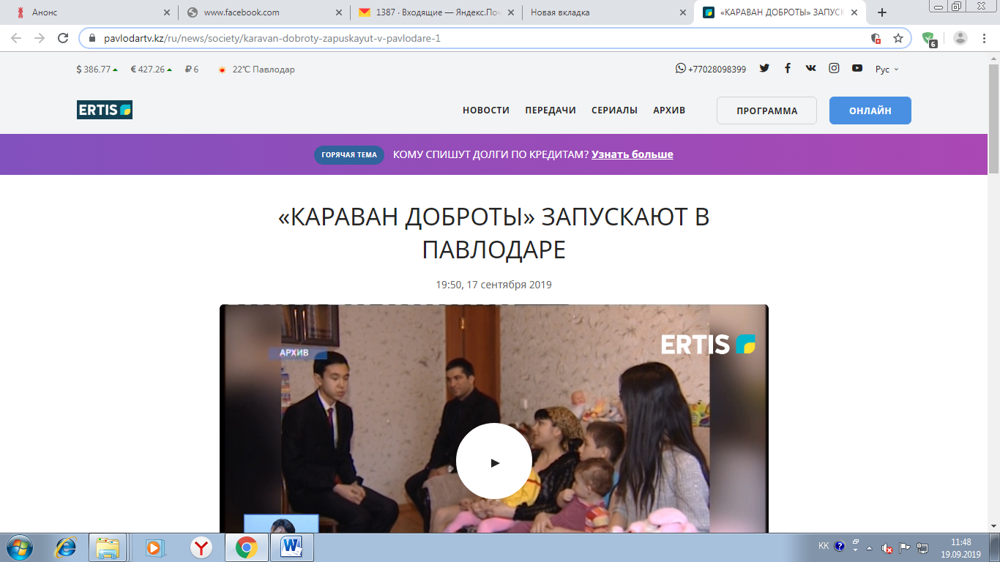 Анонс
www.facebook.com
1387 · Входящие — Яндекс.Поч
Новая вкладка
«КАРАВАН ДОБРОТЫ» ЗАПУСК
pavlodartv.kz/ru/news/society/karavan-dobroty-zapuskayut-v-pavlodare-1
6
$ 386.77 € 427.26 ₽ 6 22℃ Павлодар
+77028098399 Рус
ERTIS
НОВОСТИ ПЕРЕДАЧИ СЕРИАЛЫ АРХИВ ПРОГРАММА ОНЛАЙН
ГОРЯЧАЯ ТЕМА КОМУ СПИШУТ ДОЛГИ ПО КРЕДИТАМ? Узнать больше
«КАРАВАН ДОБРОТЫ» ЗАПУСКАЮТ В
ПАВЛОДАРЕ
19:50, 17 сентября 2019
ERTIS
АРХИВ
KK
11:48
19.09.2019